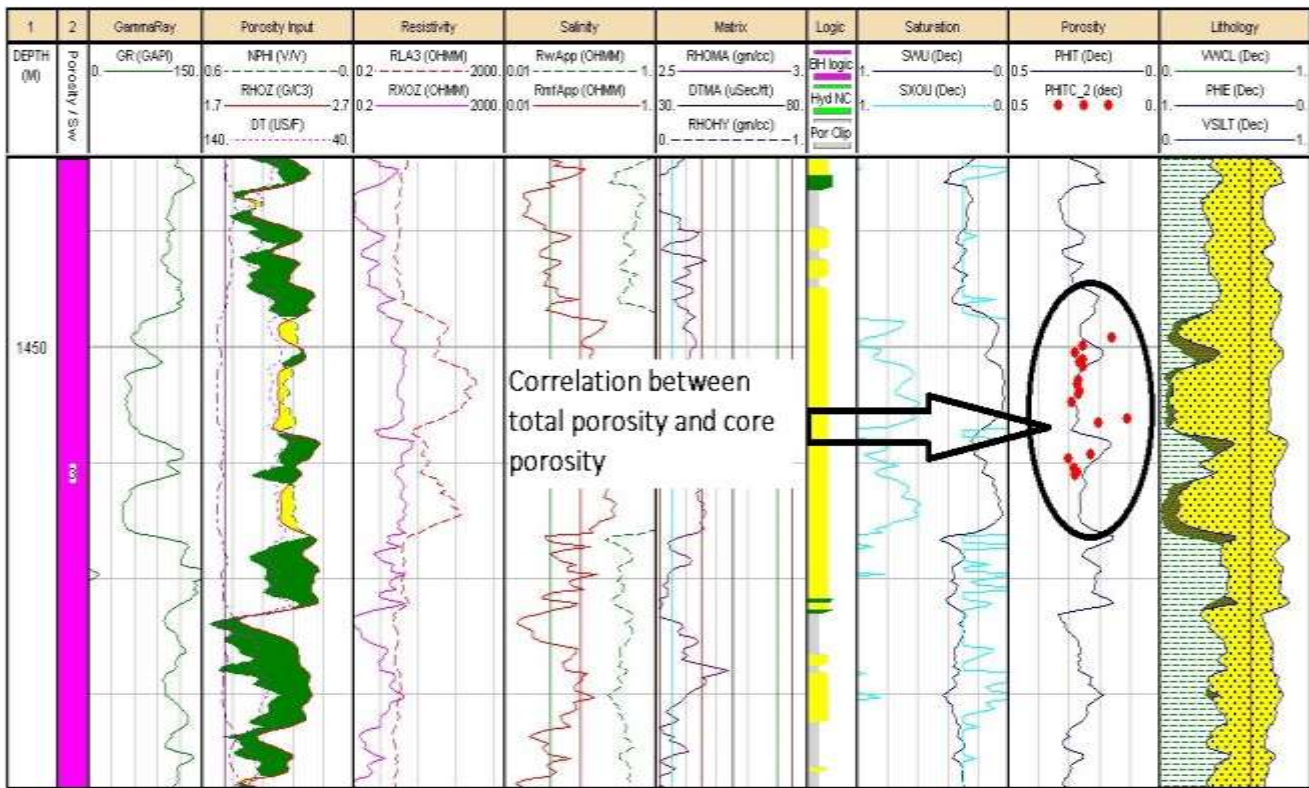 1 2 GammaRay Porosity Input Resistivity Salinity Matrix Logic Saturation Porosity Lithology
DEPTH
(M)
Porosity / Sw
GR (GAPI)
0. 150.
NPHI (V/V)
0.6 -0.
RHOZ (G/C3)
1.7 2.7
DT (US/F)
140. 40.
RLA3 (OHMM)
0.2 2000.
RXOZ (OHMM)
0.2 2000.
RwApp (OHMM)
0.01 1.
RmfApp (OHMM)
0.01 1.
RHOMA (gm/cc)
2.5 3.
DTMA (uSec/ft)
30. 80.
RHOHY (gm/cc)
0. 1.
BH logic
Hyd NC
Por Clip
SWU (Dec)
1. 0.
SXOU (Dec)
1. 0.
PHIT (Dec)
0.5 0.
PHITC_2 (dec)
0.5 0.
VWCL (Dec)
0. 1.
PHIE (Dec)
1. 0.
VSILT (Dec)
0. 1.
1450
Correlation between
total porosity and core
porosity